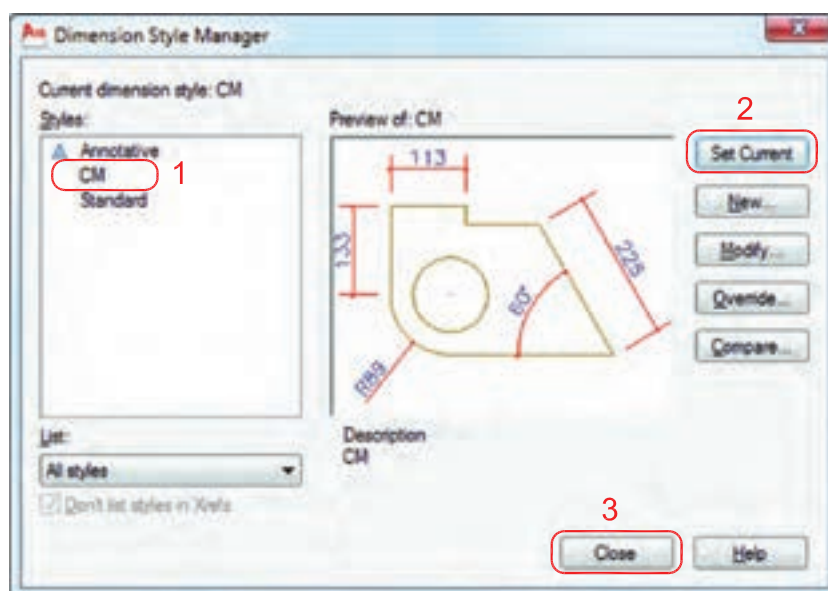 Dimension Style Manager
Current dimension style: CM
Styles:
Annotative
CM
Standard
1
Preview of: CM
113
133
225
60°
R89
2
Set Current
New...
Modify...
Override...
Compare...
List:
All styles
Don't list styles in Xrefs
Description
CM
3
Close
Help